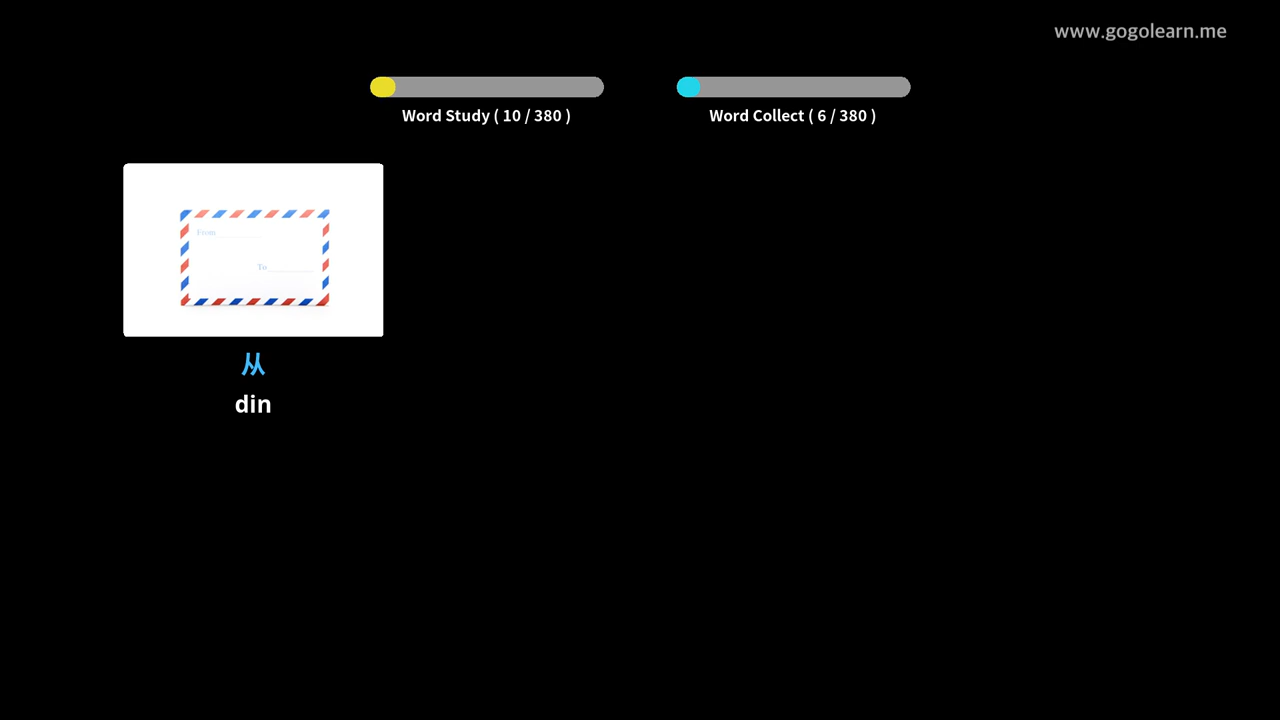 www.gogolearn.me
Word Study ( 10 / 380 )
Word Collect ( 6 / 380 )
From
To
从
din